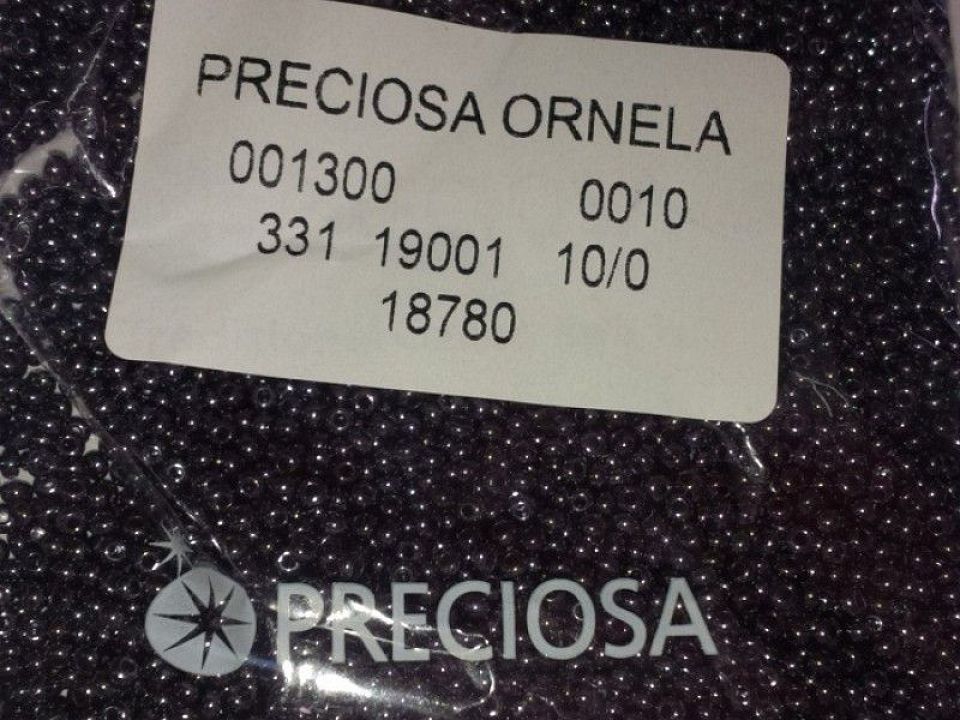 PRECIOSA ORNELA
001300 0010
331 19001 10/0
18780
PRECIOSA